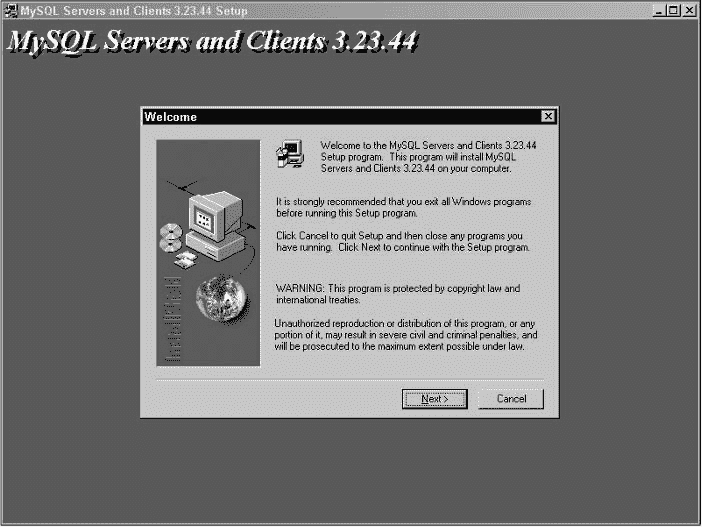 MySQL Servers and Clients 3.23.44 Setup
MySQL Servers and Clients 3.23.44
Welcome
Welcome to the MySQL Servers and Clients 3.23.44
Setup program. This program will install MySQL
Servers and Clients 3.23.44 on your computer.
It is strongly recommended that you exit all Windows programs
before running this Setup program.
Click Cancel to quit Setup and then close any programs you
have running. Click Next to continue with the Setup program.
WARNING: This program is protected by copyright law and
international treaties.
Unauthorized reproduction or distribution of this program, or any
portion of it, may result in severe civil and criminal penalties, and
will be prosecuted to the maximum extent possible under law.
Next >
Cancel